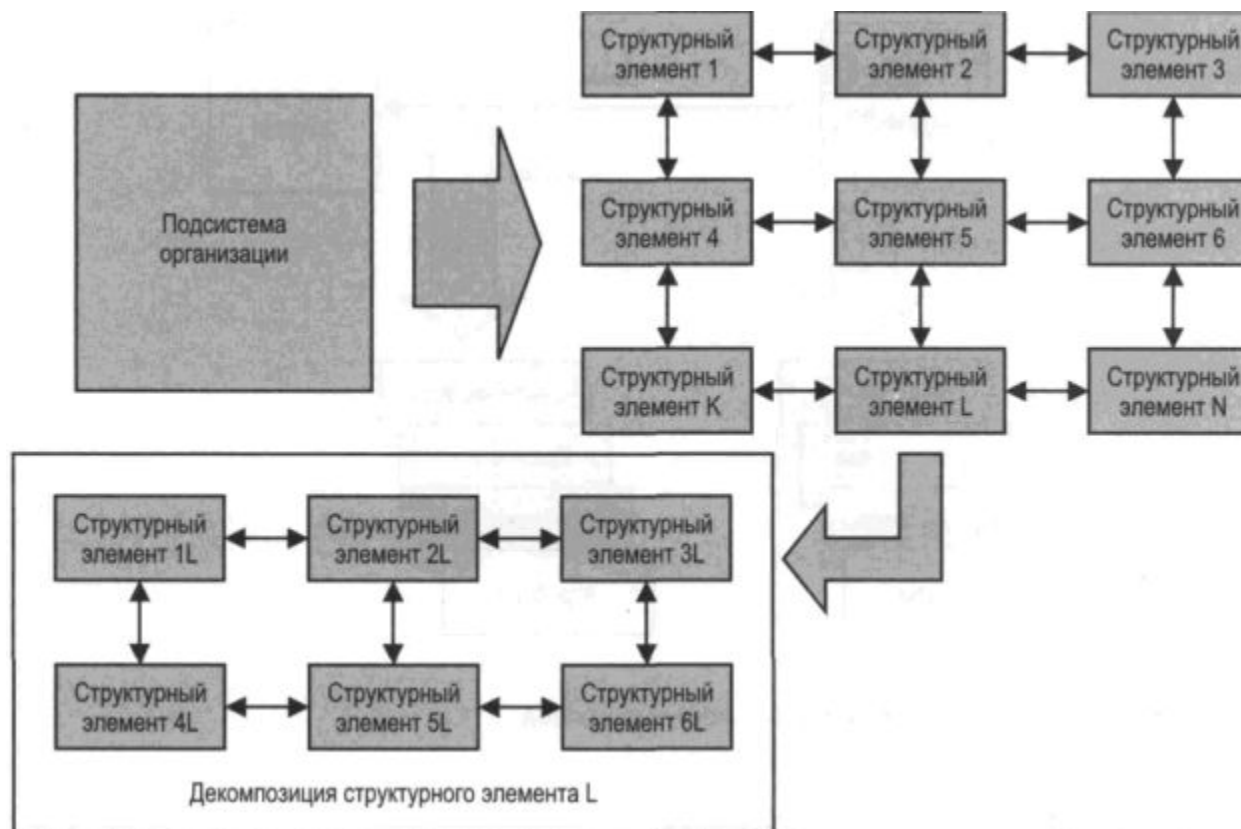 Структурный
элемент 1
Структурный
элемент 2
Структурный
элемент 3
Подсистема
организации
Структурный
элемент 4
Структурный
элемент 5
Структурный
элемент 6
Структурный
элемент K
Структурный
элемент L
Структурный
элемент N
Структурный
элемент 1L
Структурный
элемент 2L
Структурный
элемент 3L
Структурный
элемент 4L
Структурный
элемент 5L
Структурный
элемент 6L
Декомпозиция структурного элемента L